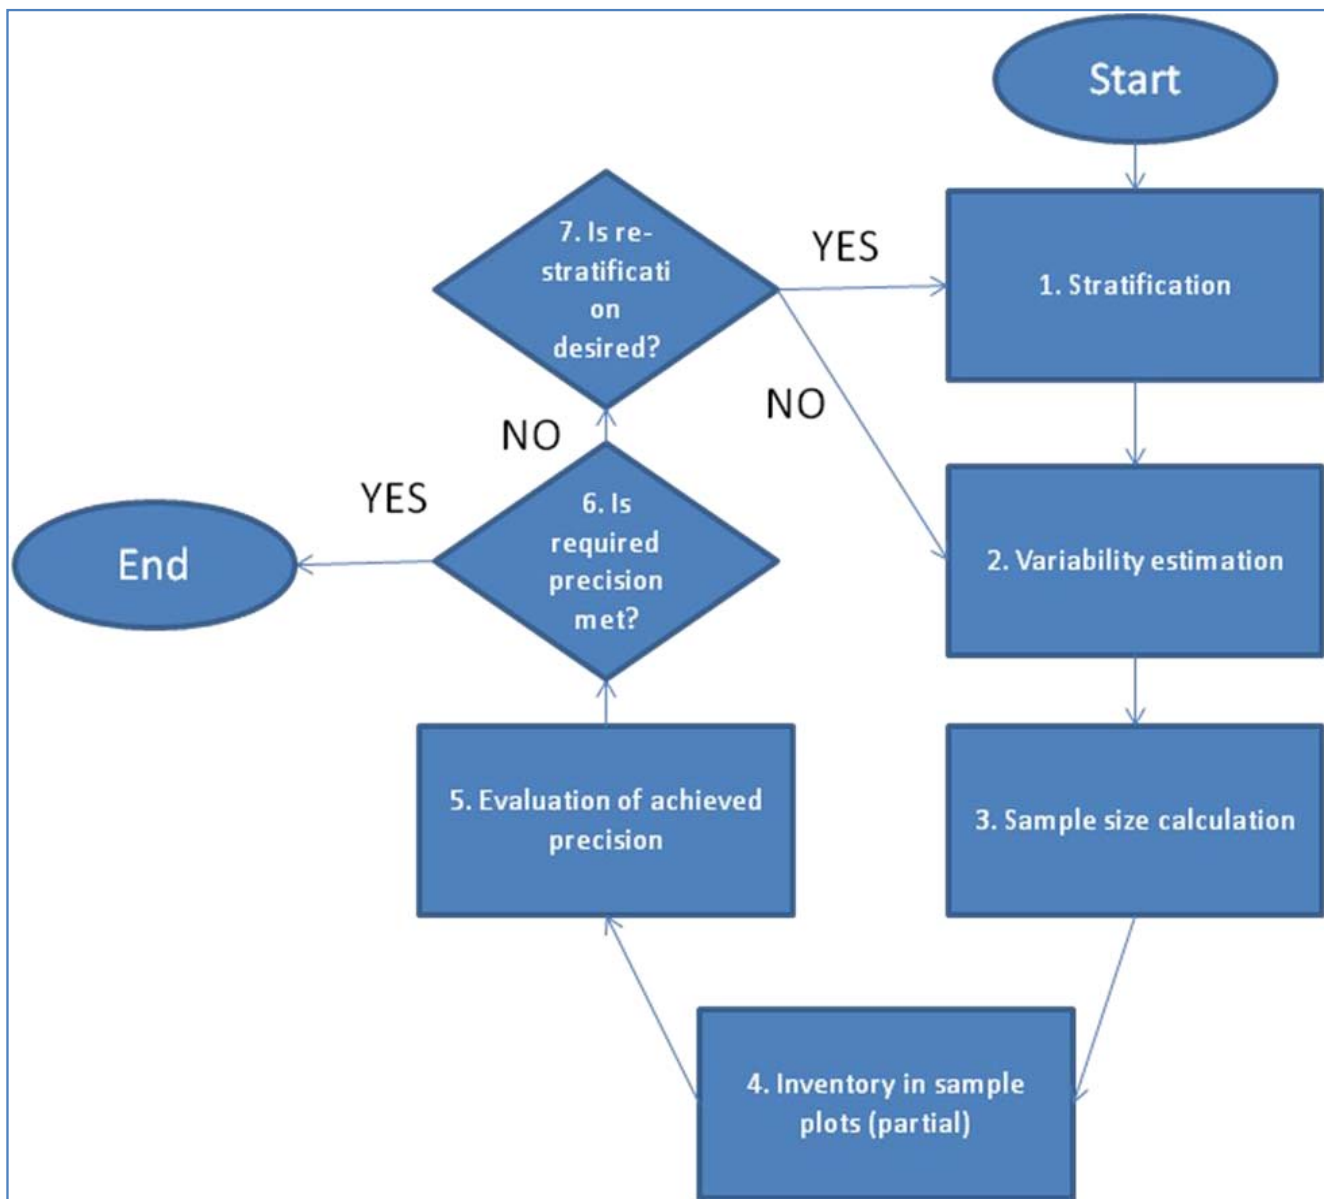 Start
1. Stratification
2. Variability estimation
3. Sample size calculation
4. Inventory in sample
plots (partial)
5. Evaluation of achieved
precision
6. Is
required
precision
met?
YES
End
NO
7. Is re-
stratificati
on
desired?
YES
NO